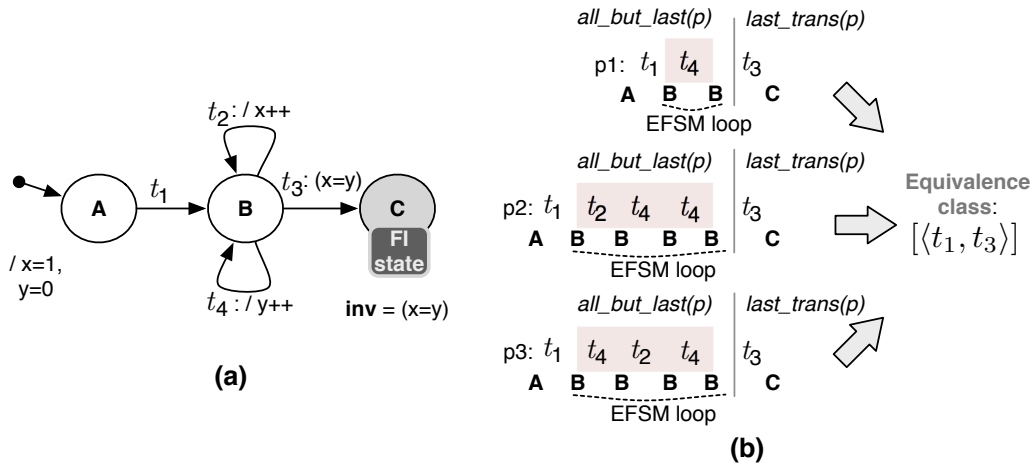 t₂ : / x++
t₁
t₃ : (x=y)
A
B
C
FI
state
/ x=1,
y=0
t₄ : / y++
inv = (x=y)
(a)
all_but_last(p) last_trans(p)
p1: t₁ t₄ t₃
A B B C
EFSM loop
all_but_last(p) last_trans(p)
p2: t₁ t₂ t₄ t₄ t₃
A B B B B C
EFSM loop
all_but_last(p) last_trans(p)
p3: t₁ t₄ t₂ t₄ t₃
A B B B B C
EFSM loop
Equivalence
class:
[⟨t₁, t₃⟩]
(b)